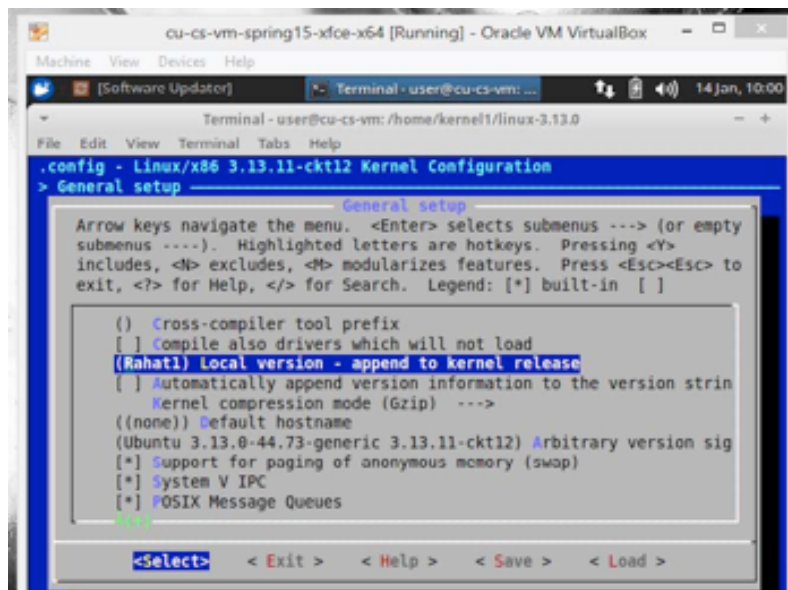 cu-cs-vm-spring15-xfce-x64 [Running] - Oracle VM VirtualBox
Machine View Devices Help
[Software Updater] Terminal - user@cu-cs-vm: ... 14 Jan, 10:00
Terminal - user@cu-cs-vm: /home/kernel1/linux-3.13.0
File Edit View Terminal Tabs Help
.config - Linux/x86 3.13.11-ckt12 Kernel Configuration
> General setup
General setup
Arrow keys navigate the menu. <Enter> selects submenus ---> (or empty
submenus ----). Highlighted letters are hotkeys. Pressing <Y>
includes, <N> excludes, <M> modularizes features. Press <Esc><Esc> to
exit, <?> for Help, </> for Search. Legend: [*] built-in [ ]
() Cross-compiler tool prefix
[ ] Compile also drivers which will not load
(Rahat1) Local version - append to kernel release
[ ] Automatically append version information to the version strin
Kernel compression mode (Gzip) --->
((none)) Default hostname
(Ubuntu 3.13.0-44.73-generic 3.13.11-ckt12) Arbitrary version sig
[*] Support for paging of anonymous memory (swap)
[*] System V IPC
[*] POSIX Message Queues
<Select> < Exit > < Help > < Save > < Load >